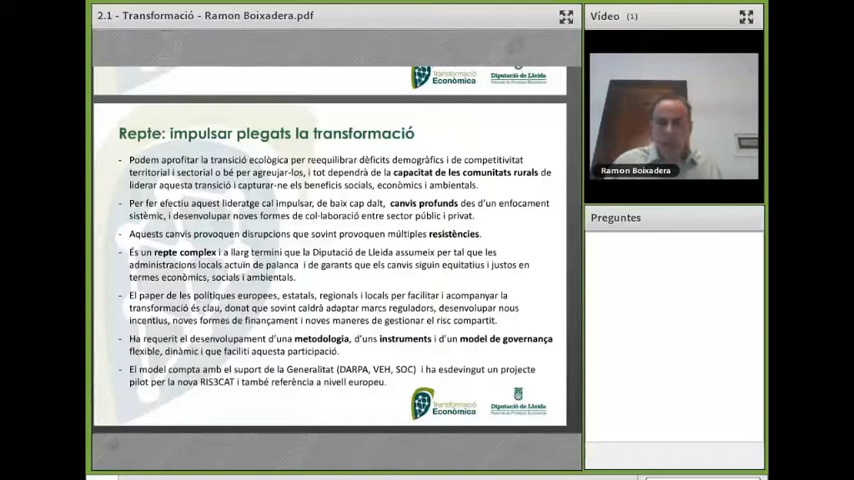 2.1 - Transformació - Ramon Boixadera.pdf
Transformació
Econòmica
Diputació de Lleida
Repte: impulsar plegats la transformació
- Podem aprofitar la transició ecològica per reequilibrar dèficits demogràfics i de competitivitat
territorial i sectorial o bé per agreujar-los, i tot dependrà de la capacitat de les comunitats rurals de
liderar aquesta transició i capturar-ne els beneficis socials, econòmics i ambientals.
- Per fer efectiu aquest lideratge cal impulsar, de baix cap dalt, canvis profunds des d'un enfocament
sistèmic, i desenvolupar noves formes de col·laboració entre sector públic i privat.
- Aquests canvis provoquen disrupcions que sovint provoquen múltiples resistències.
- És un repte complex i a llarg termini que la Diputació de Lleida assumeix per tal que les
administracions locals actuïn de palanca i de garants que els canvis siguin equitatius i justos en
termes econòmics, socials i ambientals.
- El paper de les polítiques europees, estatals, regionals i locals per facilitar i acompanyar la
transformació és clau, donat que sovint caldrà adaptar marcs reguladors, desenvolupar nous
incentius, noves formes de finançament i noves maneres de gestionar el risc compartit.
- Ha requerit el desenvolupament d'una metodologia, d'uns instruments i d'un model de governança
flexible, dinàmic i que faciliti aquesta participació.
- El model compta amb el suport de la Generalitat (DARPA, VEH, SOC) i ha esdevingut un projecte
pilot per la nova RIS3CAT i també referència a nivell europeu.
Transformació
Econòmica
Diputació de Lleida
Vídeo (1)
Ramon Boixadera
Preguntes